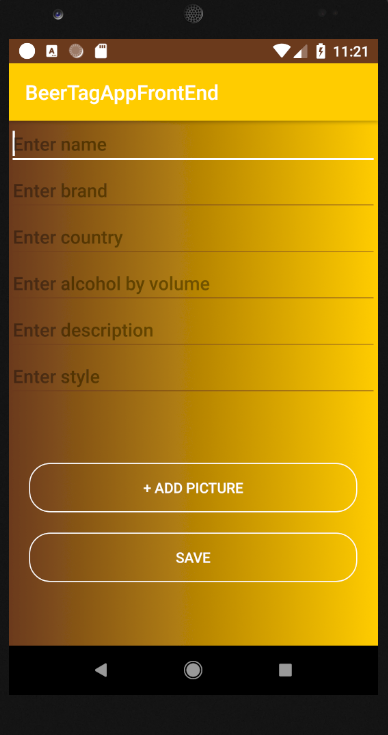 11:21
BeerTagAppFrontEnd
Enter name
Enter brand
Enter country
Enter alcohol by volume
Enter description
Enter style
+ ADD PICTURE
SAVE